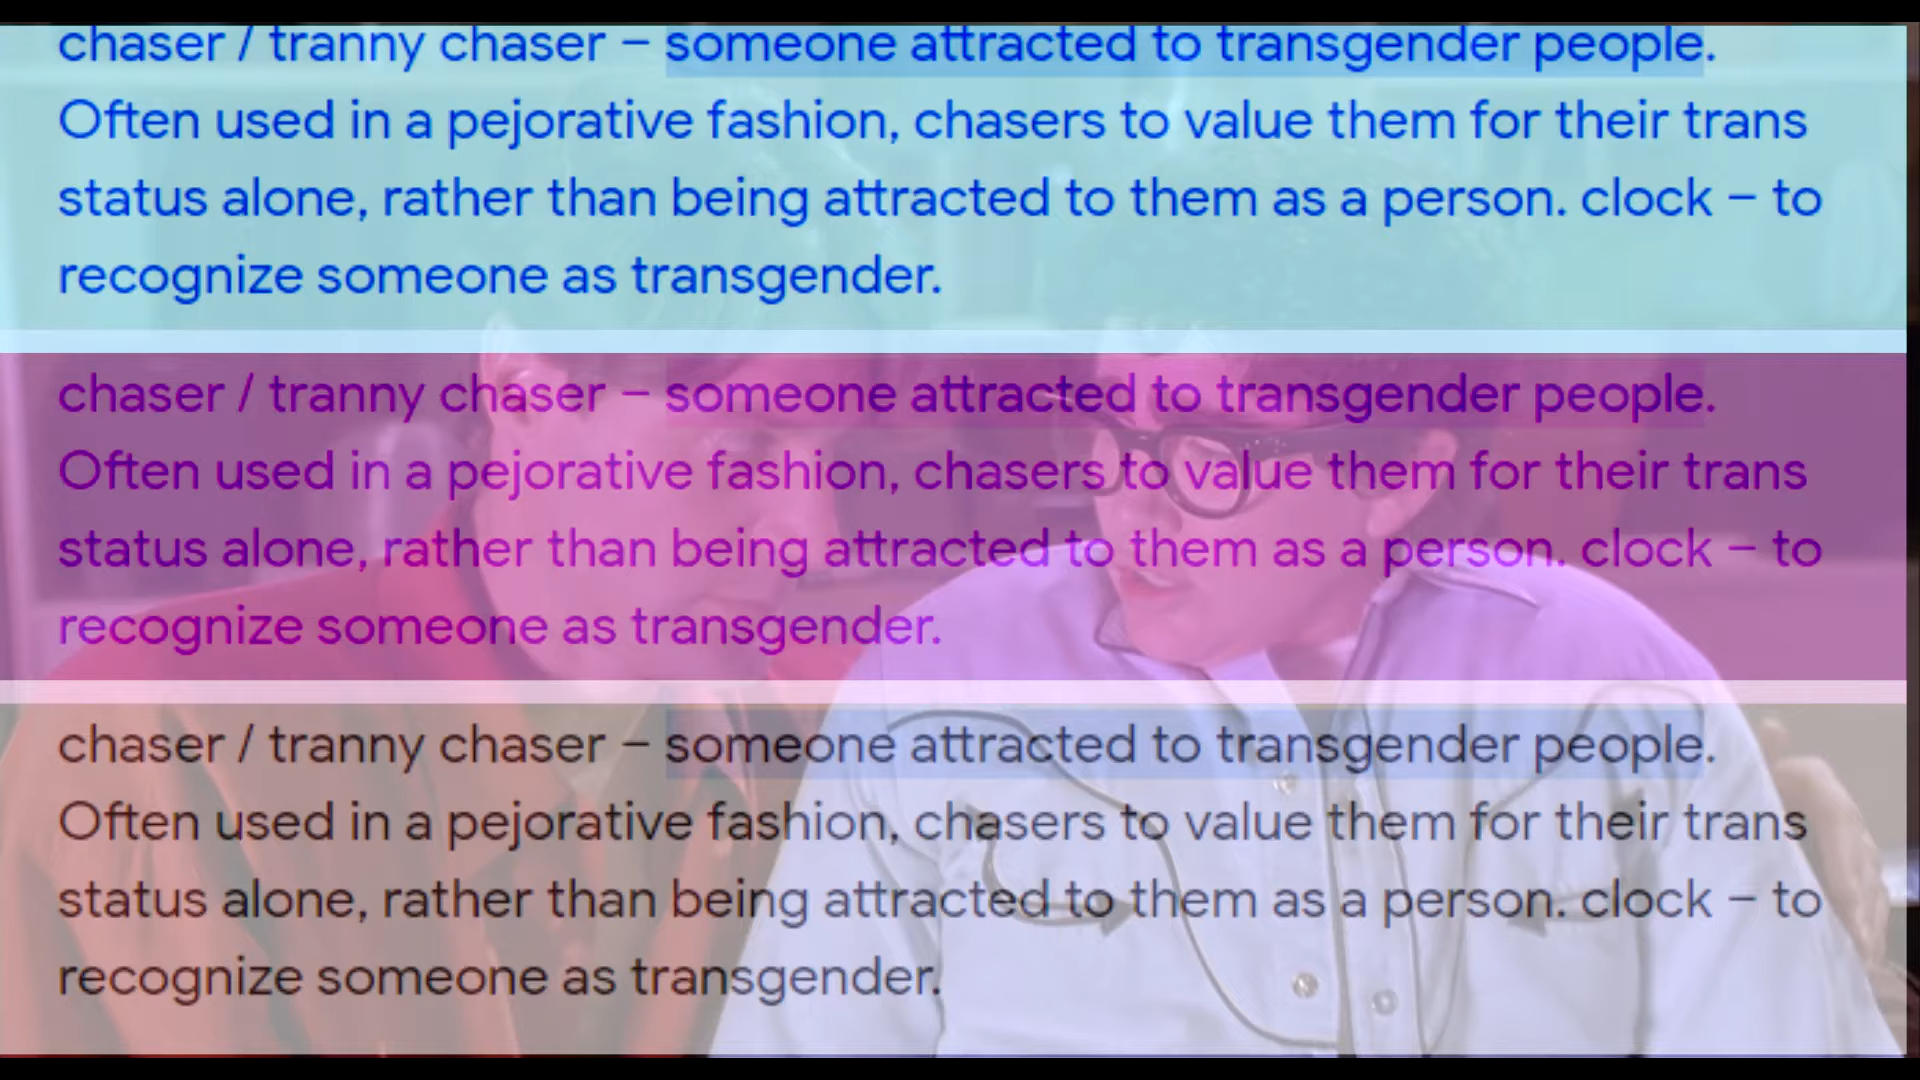 chaser / tranny chaser – someone attracted to transgender people.
Often used in a pejorative fashion, chasers to value them for their trans
status alone, rather than being attracted to them as a person. clock – to
recognize someone as transgender.
chaser / tranny chaser – someone attracted to transgender people.
Often used in a pejorative fashion, chasers to value them for their trans
status alone, rather than being attracted to them as a person. clock – to
recognize someone as transgender.
chaser / tranny chaser – someone attracted to transgender people.
Often used in a pejorative fashion, chasers to value them for their trans
status alone, rather than being attracted to them as a person. clock – to
recognize someone as transgender.